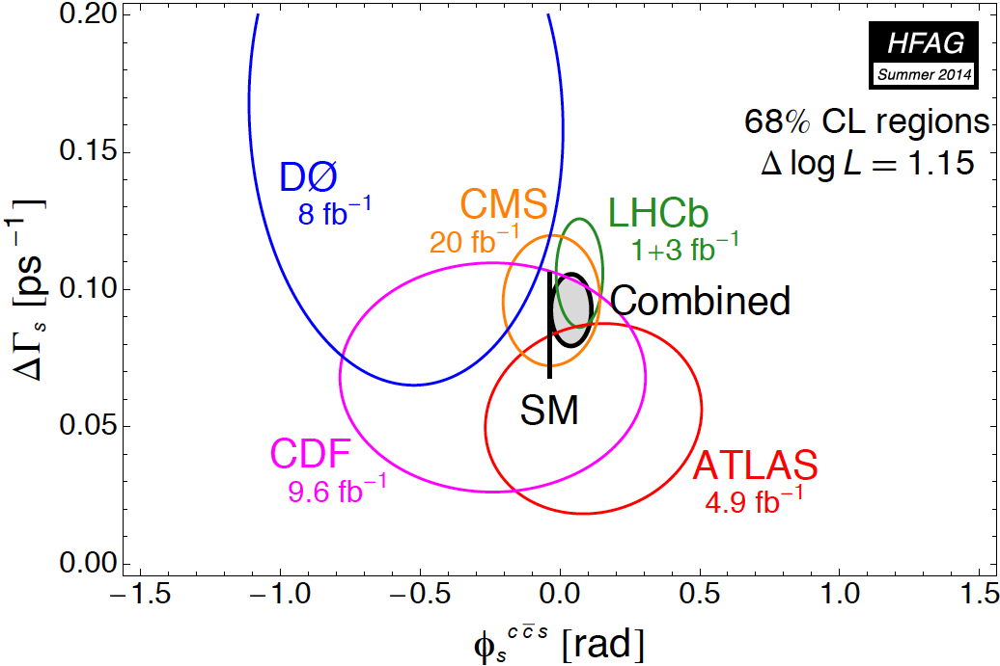 0.20
0.15
0.10
0.05
0.00
ΔΓs [ps⁻¹]
HFAG
Summer 2014
68% CL regions
Δ log L = 1.15
DØ
8 fb⁻¹
CMS
20 fb⁻¹
LHCb
1+3 fb⁻¹
Combined
SM
CDF
9.6 fb⁻¹
ATLAS
4.9 fb⁻¹
−1.5 −1.0 −0.5 0.0 0.5 1.0 1.5
ϕs^cc̄s [rad]